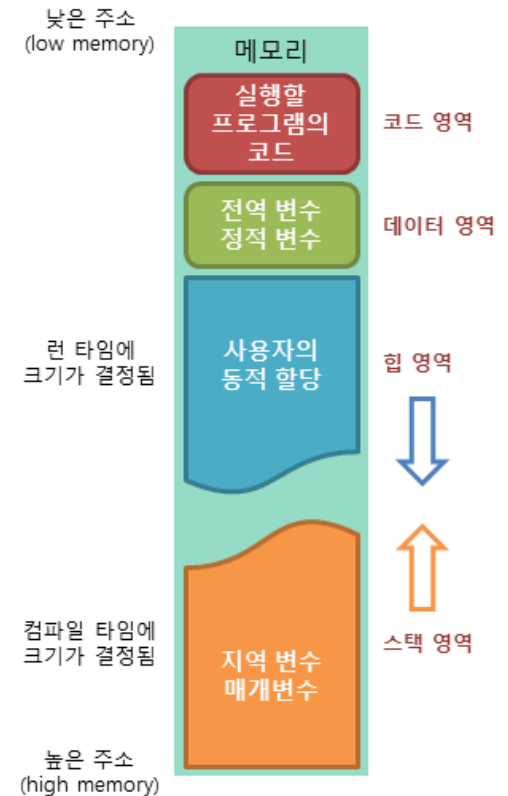 낮은 주소
(low memory)
메모리
실행할
프로그램의
코드
코드 영역
전역 변수
정적 변수
데이터 영역
런 타임에
크기가 결정됨
사용자의
동적 할당
힙 영역
컴파일 타임에
크기가 결정됨
지역 변수
매개변수
스택 영역
높은 주소
(high memory)